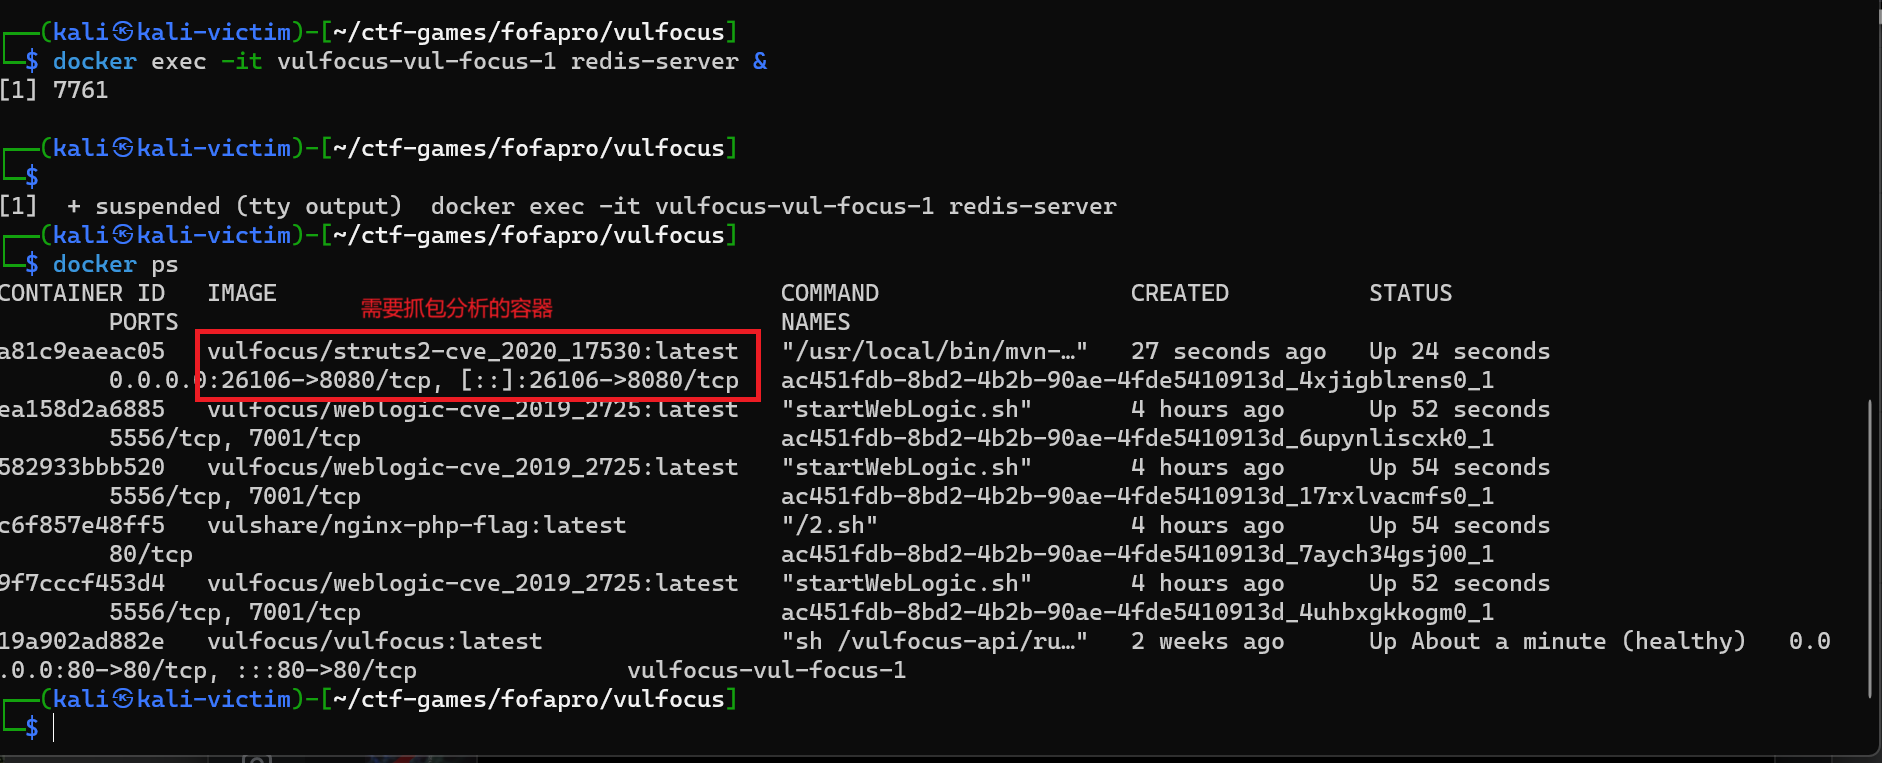 ┌──(kali㉿kali-victim)-[~/ctf-games/fofapro/vulfocus]
└─$ docker exec -it vulfocus-vul-focus-1 redis-server &
[1] 7761
┌──(kali㉿kali-victim)-[~/ctf-games/fofapro/vulfocus]
└─$
[1]  + suspended (tty output)  docker exec -it vulfocus-vul-focus-1 redis-server
┌──(kali㉿kali-victim)-[~/ctf-games/fofapro/vulfocus]
└─$ docker ps
CONTAINER ID   IMAGE   COMMAND   CREATED   STATUS
需要抓包分析的容器
PORTS   NAMES
a81c9eaeac05   vulfocus/struts2-cve_2020_17530:latest   "/usr/local/bin/mvn-…"   27 seconds ago   Up 24 seconds
0.0.0.0:26106->8080/tcp, [::]:26106->8080/tcp   ac451fdb-8bd2-4b2b-90ae-4fde5410913d_4xjigblrens0_1
ea158d2a6885   vulfocus/weblogic-cve_2019_2725:latest   "startWebLogic.sh"   4 hours ago   Up 52 seconds
5556/tcp, 7001/tcp   ac451fdb-8bd2-4b2b-90ae-4fde5410913d_6upynliscxk0_1
582933bbb520   vulfocus/weblogic-cve_2019_2725:latest   "startWebLogic.sh"   4 hours ago   Up 54 seconds
5556/tcp, 7001/tcp   ac451fdb-8bd2-4b2b-90ae-4fde5410913d_17rxlvacmfs0_1
c6f857e48ff5   vulshare/nginx-php-flag:latest   "/2.sh"   4 hours ago   Up 54 seconds
80/tcp   ac451fdb-8bd2-4b2b-90ae-4fde5410913d_7aych34gsj00_1
9f7cccf453d4   vulfocus/weblogic-cve_2019_2725:latest   "startWebLogic.sh"   4 hours ago   Up 52 seconds
5556/tcp, 7001/tcp   ac451fdb-8bd2-4b2b-90ae-4fde5410913d_4uhbxgkkogm0_1
19a902ad882e   vulfocus/vulfocus:latest   "sh /vulfocus-api/ru…"   2 weeks ago   Up About a minute (healthy)   0.0
.0.0:80->80/tcp, :::80->80/tcp   vulfocus-vul-focus-1
┌──(kali㉿kali-victim)-[~/ctf-games/fofapro/vulfocus]
└─$